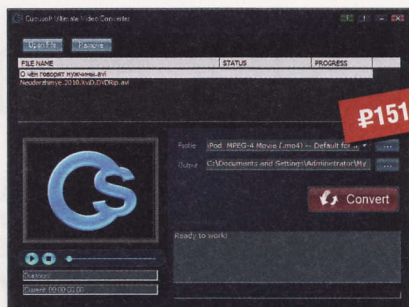 Cucusoft Ultimate Video Converter
Open File Remove
FILE NAME STATUS PROGRESS
О чём говорят мужчины.avi
Neuderzhimye.2010.XviD.DVDRip.avi
₽151
Profile iPod MPEG-4 Movie (.mp4) -- Default for
Output C:\Documents and Settings\Administrator\My ...
CS
Convert
Ready to work!
Duration:
Current: 00:00:00.00